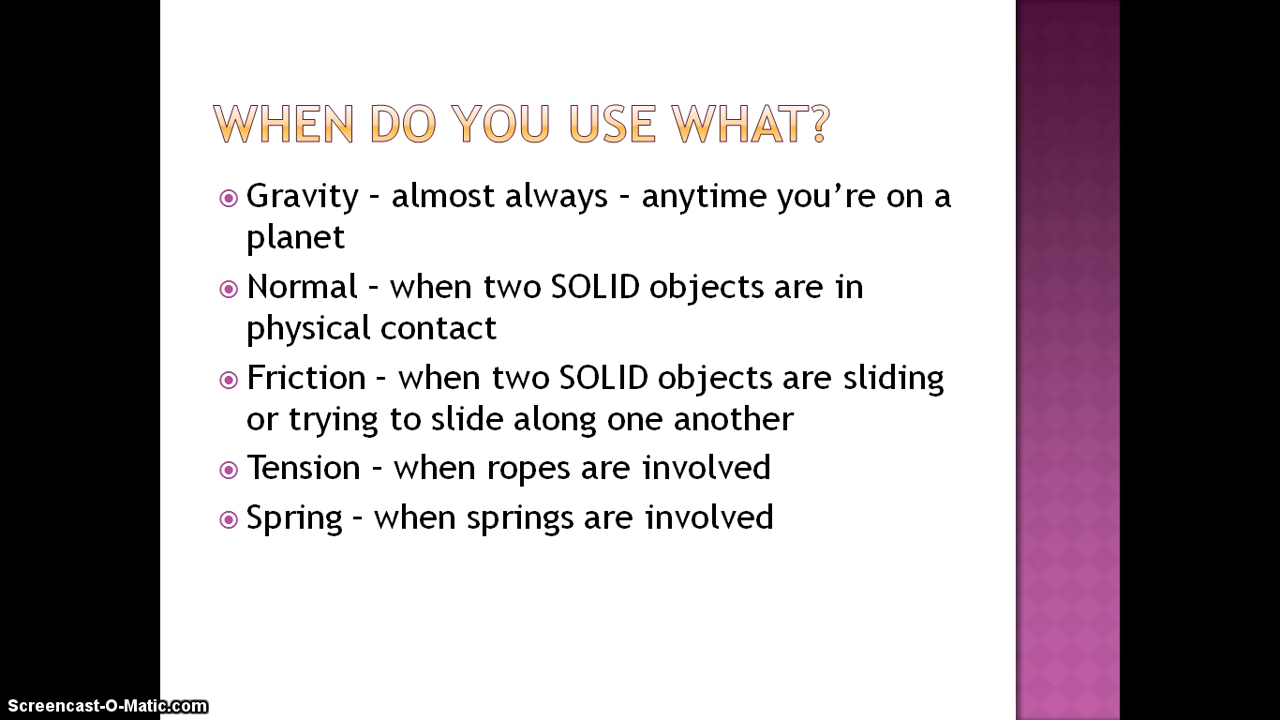 WHEN DO YOU USE WHAT?
Gravity – almost always – anytime you’re on a
planet
Normal – when two SOLID objects are in
physical contact
Friction – when two SOLID objects are sliding
or trying to slide along one another
Tension – when ropes are involved
Spring – when springs are involved
Screencast-O-Matic.com